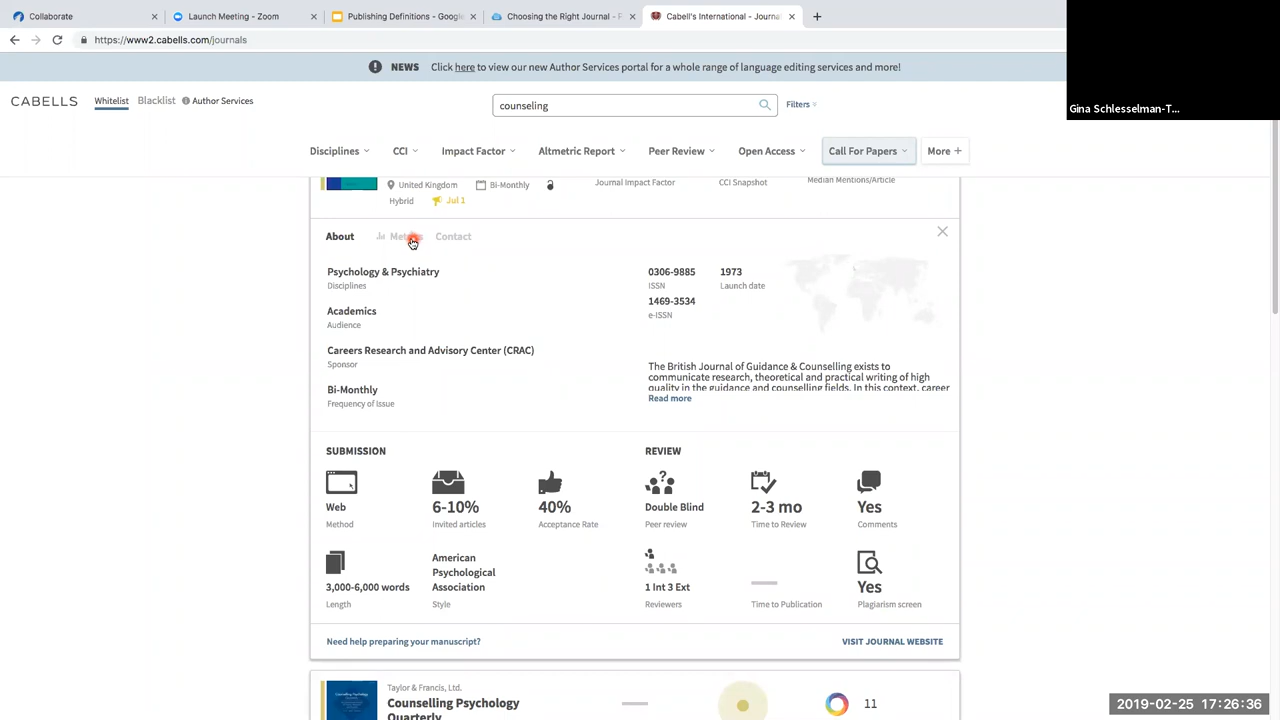 Collaborate
Launch Meeting - Zoom
Publishing Definitions - Google
Choosing the Right Journal - P
Cabell's International - Journa
https://www2.cabells.com/journals
NEWS Click here to view our new Author Services portal for a whole range of language editing services and more!
Gina Schlesselman-T...
CABELLS Whitelist Blacklist Author Services
counseling
Filters
Disciplines CCI Impact Factor Altmetric Report Peer Review Open Access Call For Papers More +
United Kingdom Bi-Monthly
Hybrid Jul 1
Journal Impact Factor CCI Snapshot Median Mentions/Article
About Contact
Psychology & Psychiatry
Disciplines
Academics
Audience
Careers Research and Advisory Center (CRAC)
Sponsor
Bi-Monthly
Frequency of Issue
0306-9885
ISSN
1973
Launch date
1469-3534
e-ISSN
The British Journal of Guidance & Counselling exists to
communicate research, theoretical and practical writing of high
quality in the guidance and counselling fields. In this context, career
Read more
SUBMISSION
Web
Method
6-10%
Invited articles
40%
Acceptance Rate
3,000-6,000 words
Length
American
Psychological
Association
Style
REVIEW
Double Blind
Peer review
2-3 mo
Time to Review
Yes
Comments
1 Int 3 Ext
Reviewers
Time to Publication
Yes
Plagiarism screen
Need help preparing your manuscript?
VISIT JOURNAL WEBSITE
Taylor & Francis, Ltd.
Counselling Psychology
Quarterly
11
2019-02-25 17:26:36